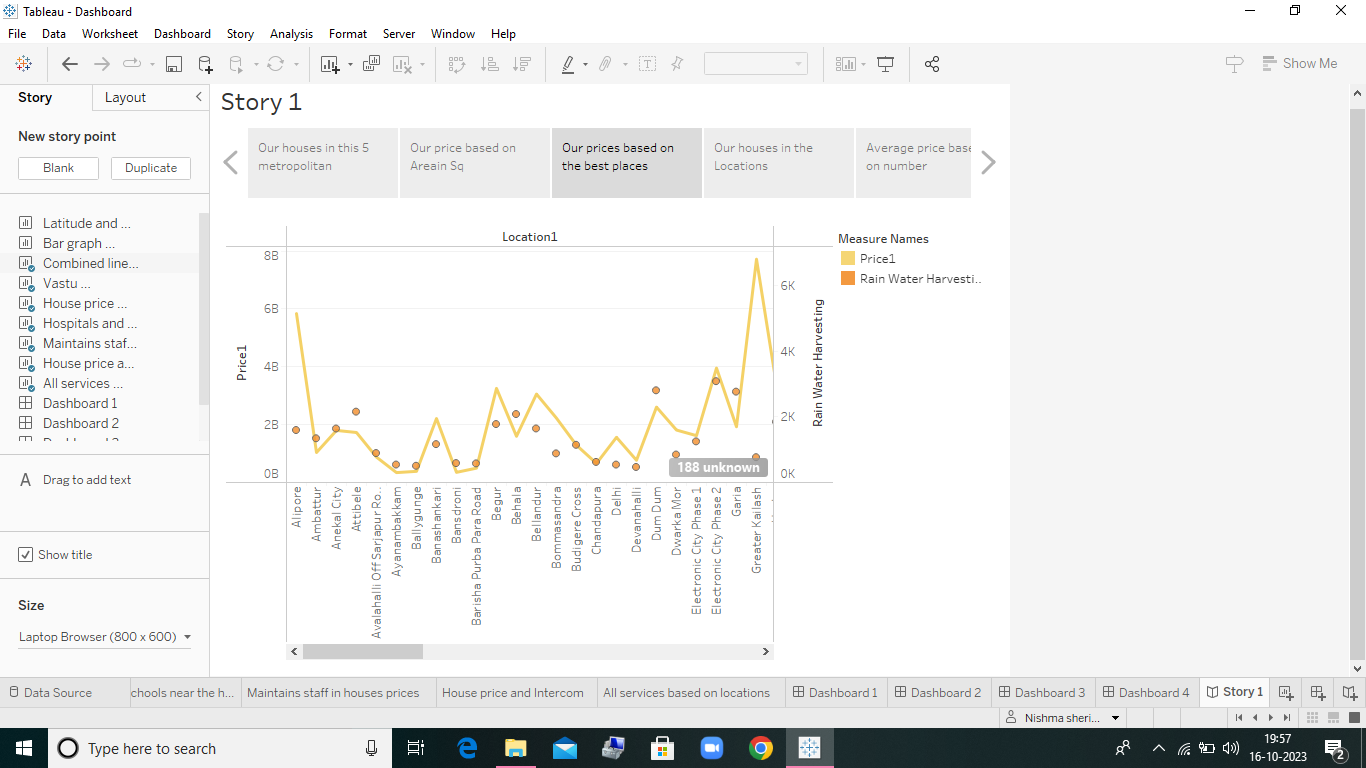 Tableau - Dashboard
File Data Worksheet Dashboard Story Analysis Format Server Window Help
Show Me
Story Layout
New story point
Blank Duplicate
Latitude and ...
Bar graph ...
Combined line...
Vastu ...
House price ...
Hospitals and ...
Maintains staf...
House price a...
All services ...
Dashboard 1
Dashboard 2
A Drag to add text
Show title
Size
Laptop Browser (800 x 600)
Story 1
Our houses in this 5
metropolitan
Our price based on
Areain Sq
Our prices based on
the best places
Our houses in the
Locations
Average price base
on number
Location1
Price1
8B
6B
4B
2B
0B
6K
4K
2K
0K
Rain Water Harvesting
188 unknown
Alipore
Ambattur
Anekal City
Attibele
Avalahalli Off Sarjapur Ro..
Ayanambakkam
Ballygunge
Banashankari
Bansdroni
Barisha Purba Para Road
Begur
Behala
Bellandur
Bommasandra
Budigere Cross
Chandapura
Delhi
Devanahalli
Dum Dum
Dwarka Mor
Electronic City Phase 1
Electronic City Phase 2
Garia
Greater Kailash
Measure Names
Price1
Rain Water Harvesti..
Data Source chools near the h... Maintains staff in houses prices House price and Intercom All services based on locations Dashboard 1 Dashboard 2 Dashboard 3 Dashboard 4 Story 1
Nishma sheri...
Type here to search
19:57
16-10-2023
2